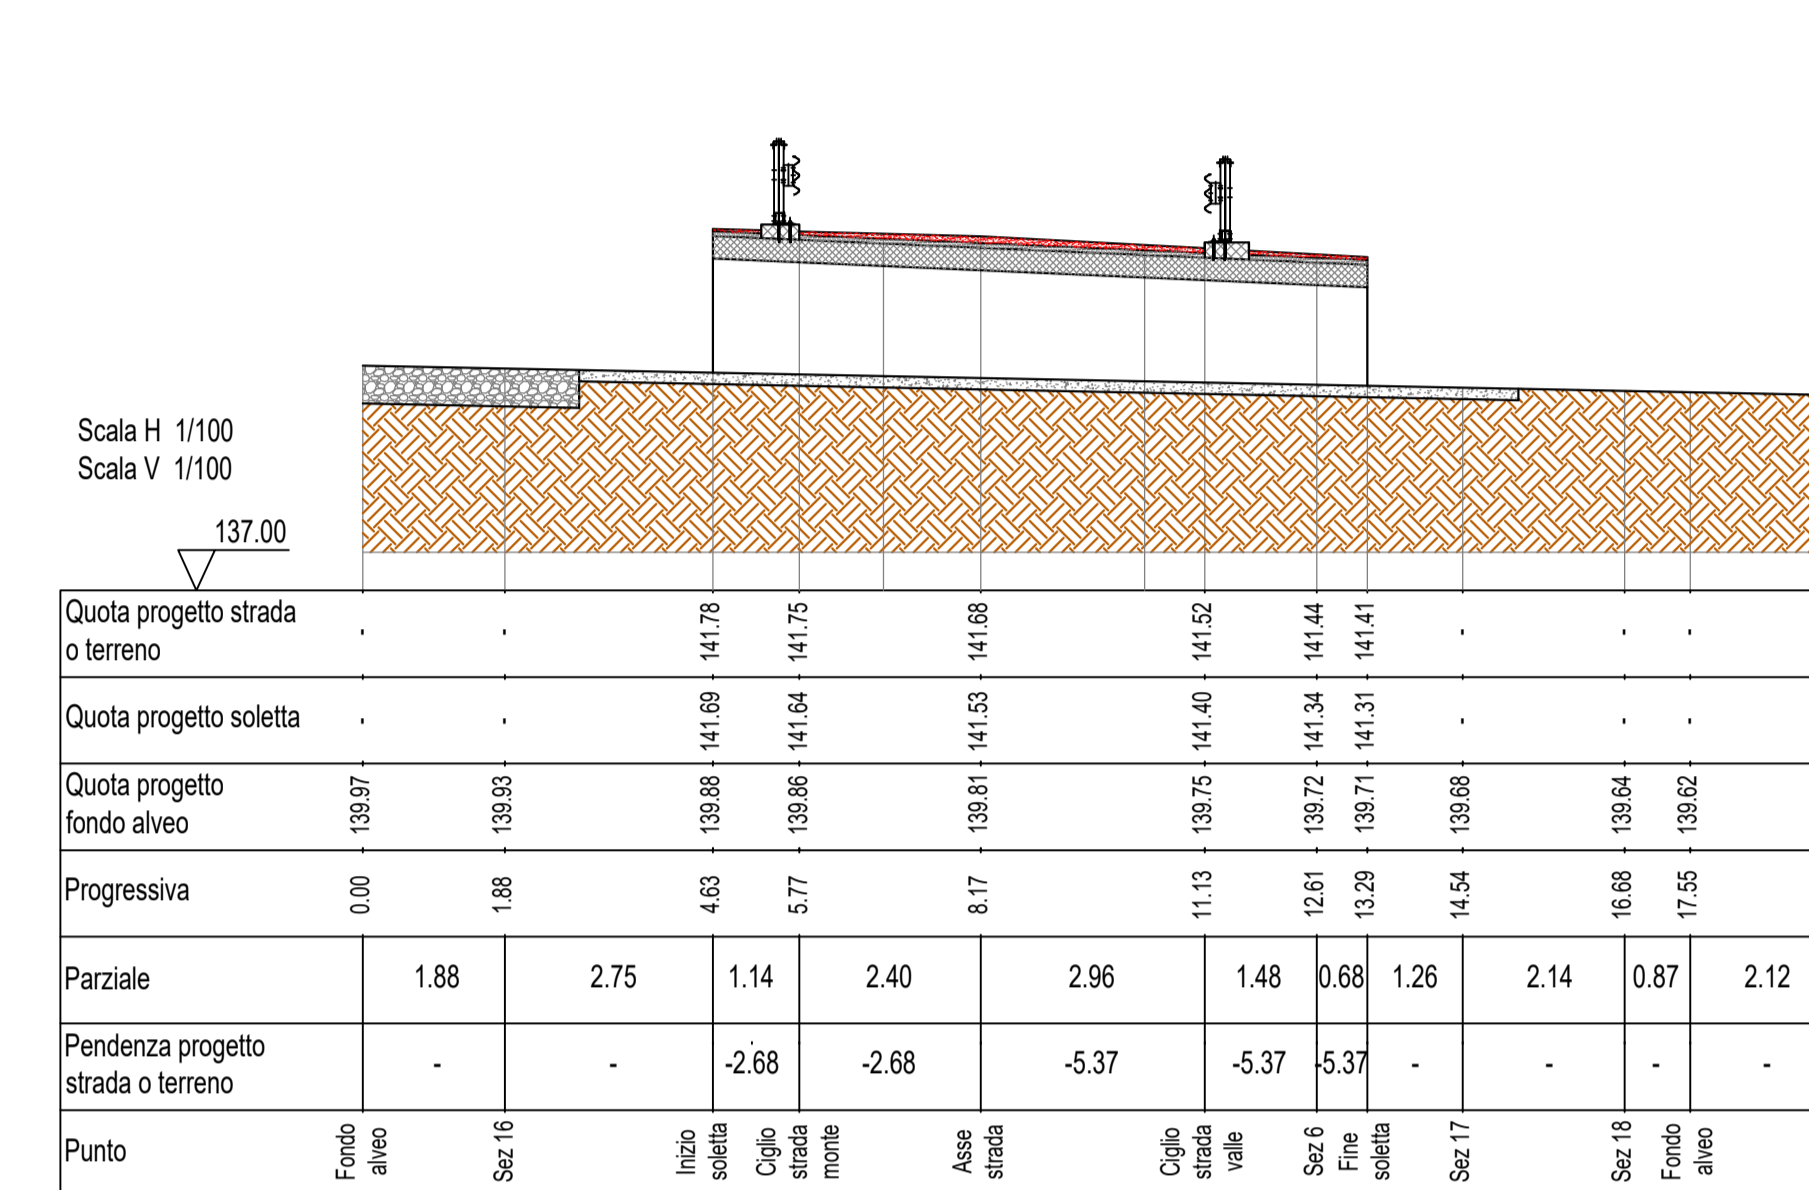 Scala H 1/100
Scala V 1/100
137.00
Quota progetto strada
o terreno
- - 141.78 141.75 141.68 141.52 141.44 141.41 - - -
Quota progetto soletta
- - 141.69 141.64 141.53 141.40 141.34 141.31 - - -
Quota progetto
fondo alveo
139.97 139.93 139.88 139.86 139.81 139.75 139.72 139.71 139.68 139.64 139.62
Progressiva
0.00 1.88 4.63 5.77 8.17 11.13 12.61 13.29 14.54 16.68 17.55
Parziale
1.88 2.75 1.14 2.40 2.96 1.48 0.68 1.26 2.14 0.87 2.12
Pendenza progetto
strada o terreno
- - -2.68 -2.68 -5.37 -5.37 -5.37 - - - -
Punto
Fondo
alveo
Sez 16
Inizio
soletta
Ciglio
strada
monte
Asse
strada
Ciglio
strada
valle
Sez 6
Fine
soletta
Sez 17
Sez 18
Fondo
alveo